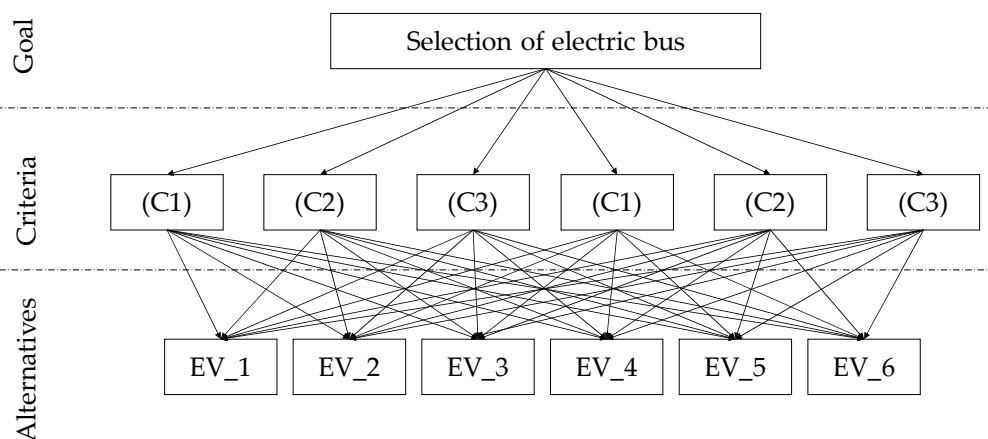 Goal
Selection of electric bus
Criteria
(C1)
(C2)
(C3)
(C1)
(C2)
(C3)
Alternatives
EV_1
EV_2
EV_3
EV_4
EV_5
EV_6